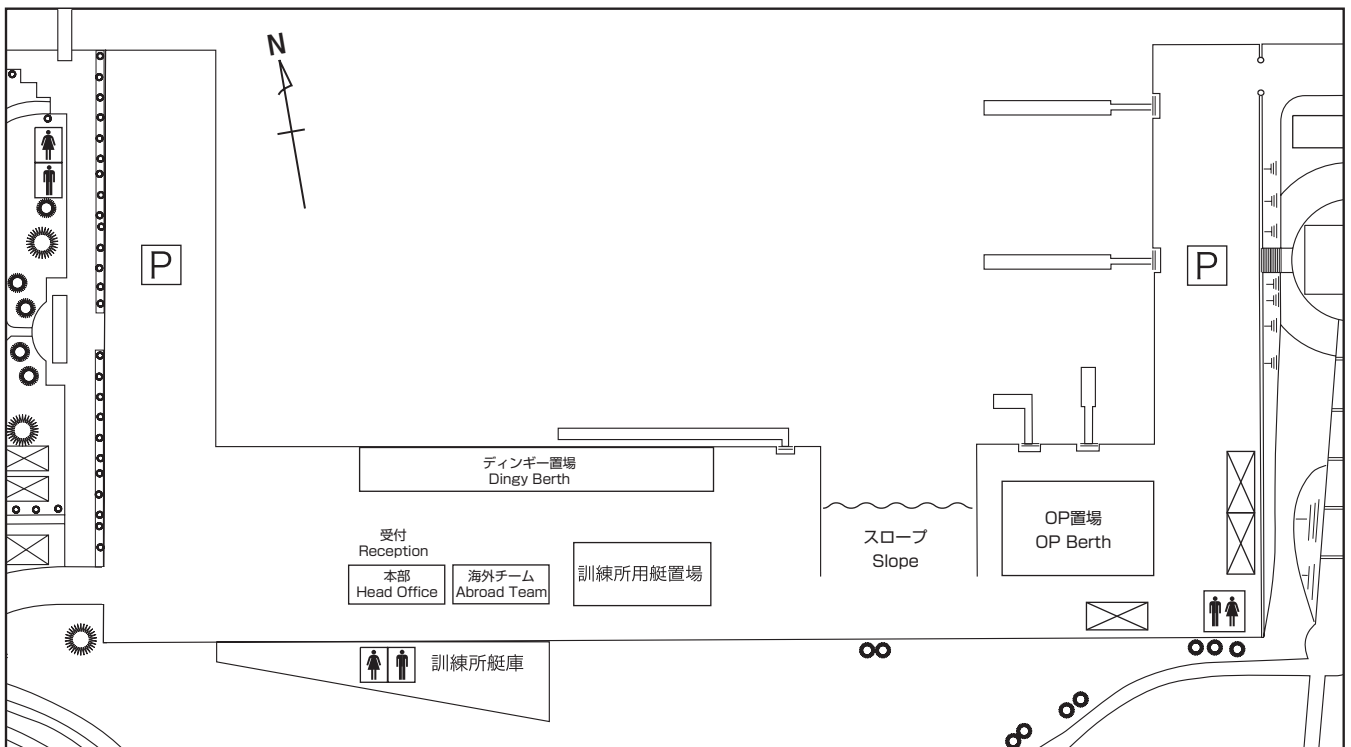 N
P
P
ディンギー置場
Dingy Berth
OP置場
OP Berth
スロープ
Slope
受付
Reception
本部
Head Office
海外チーム
Abroad Team
訓練所用艇置場
訓練所艇庫